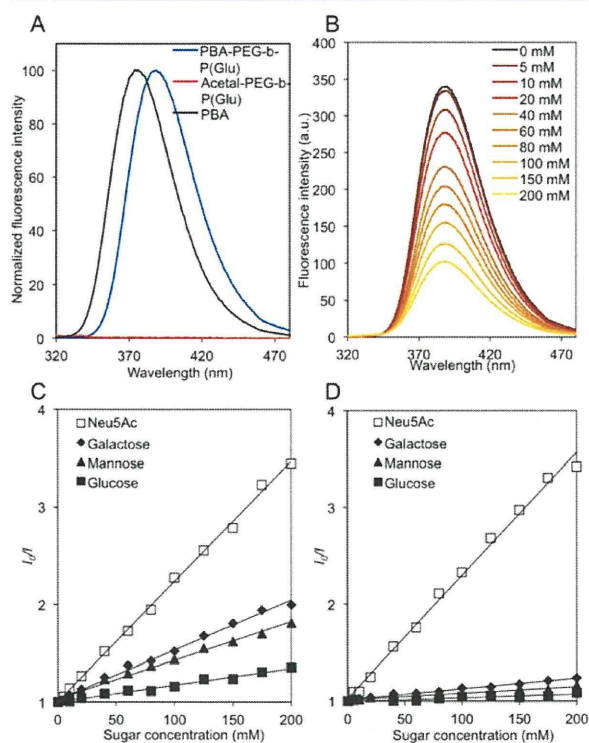 A
Normalized fluorescence intensity
100
80
60
40
20
0
320
370
420
470
Wavelength (nm)
PBA-PEG-b-
P(Glu)
Acetal-PEG-b-
P(Glu)
PBA
B
Fluorescence intensity (a.u.)
400
350
300
250
200
150
100
50
0
320
370
420
470
Wavelength (nm)
0 mM
5 mM
10 mM
20 mM
40 mM
60 mM
80 mM
100 mM
150 mM
200 mM
C
I0/I
4
3
2
1
0
50
100
150
200
Sugar concentration (mM)
Neu5Ac
Galactose
Mannose
Glucose
D
I0/I
4
3
2
1
0
50
100
150
200
Sugar concentration (mM)
Neu5Ac
Galactose
Mannose
Glucose